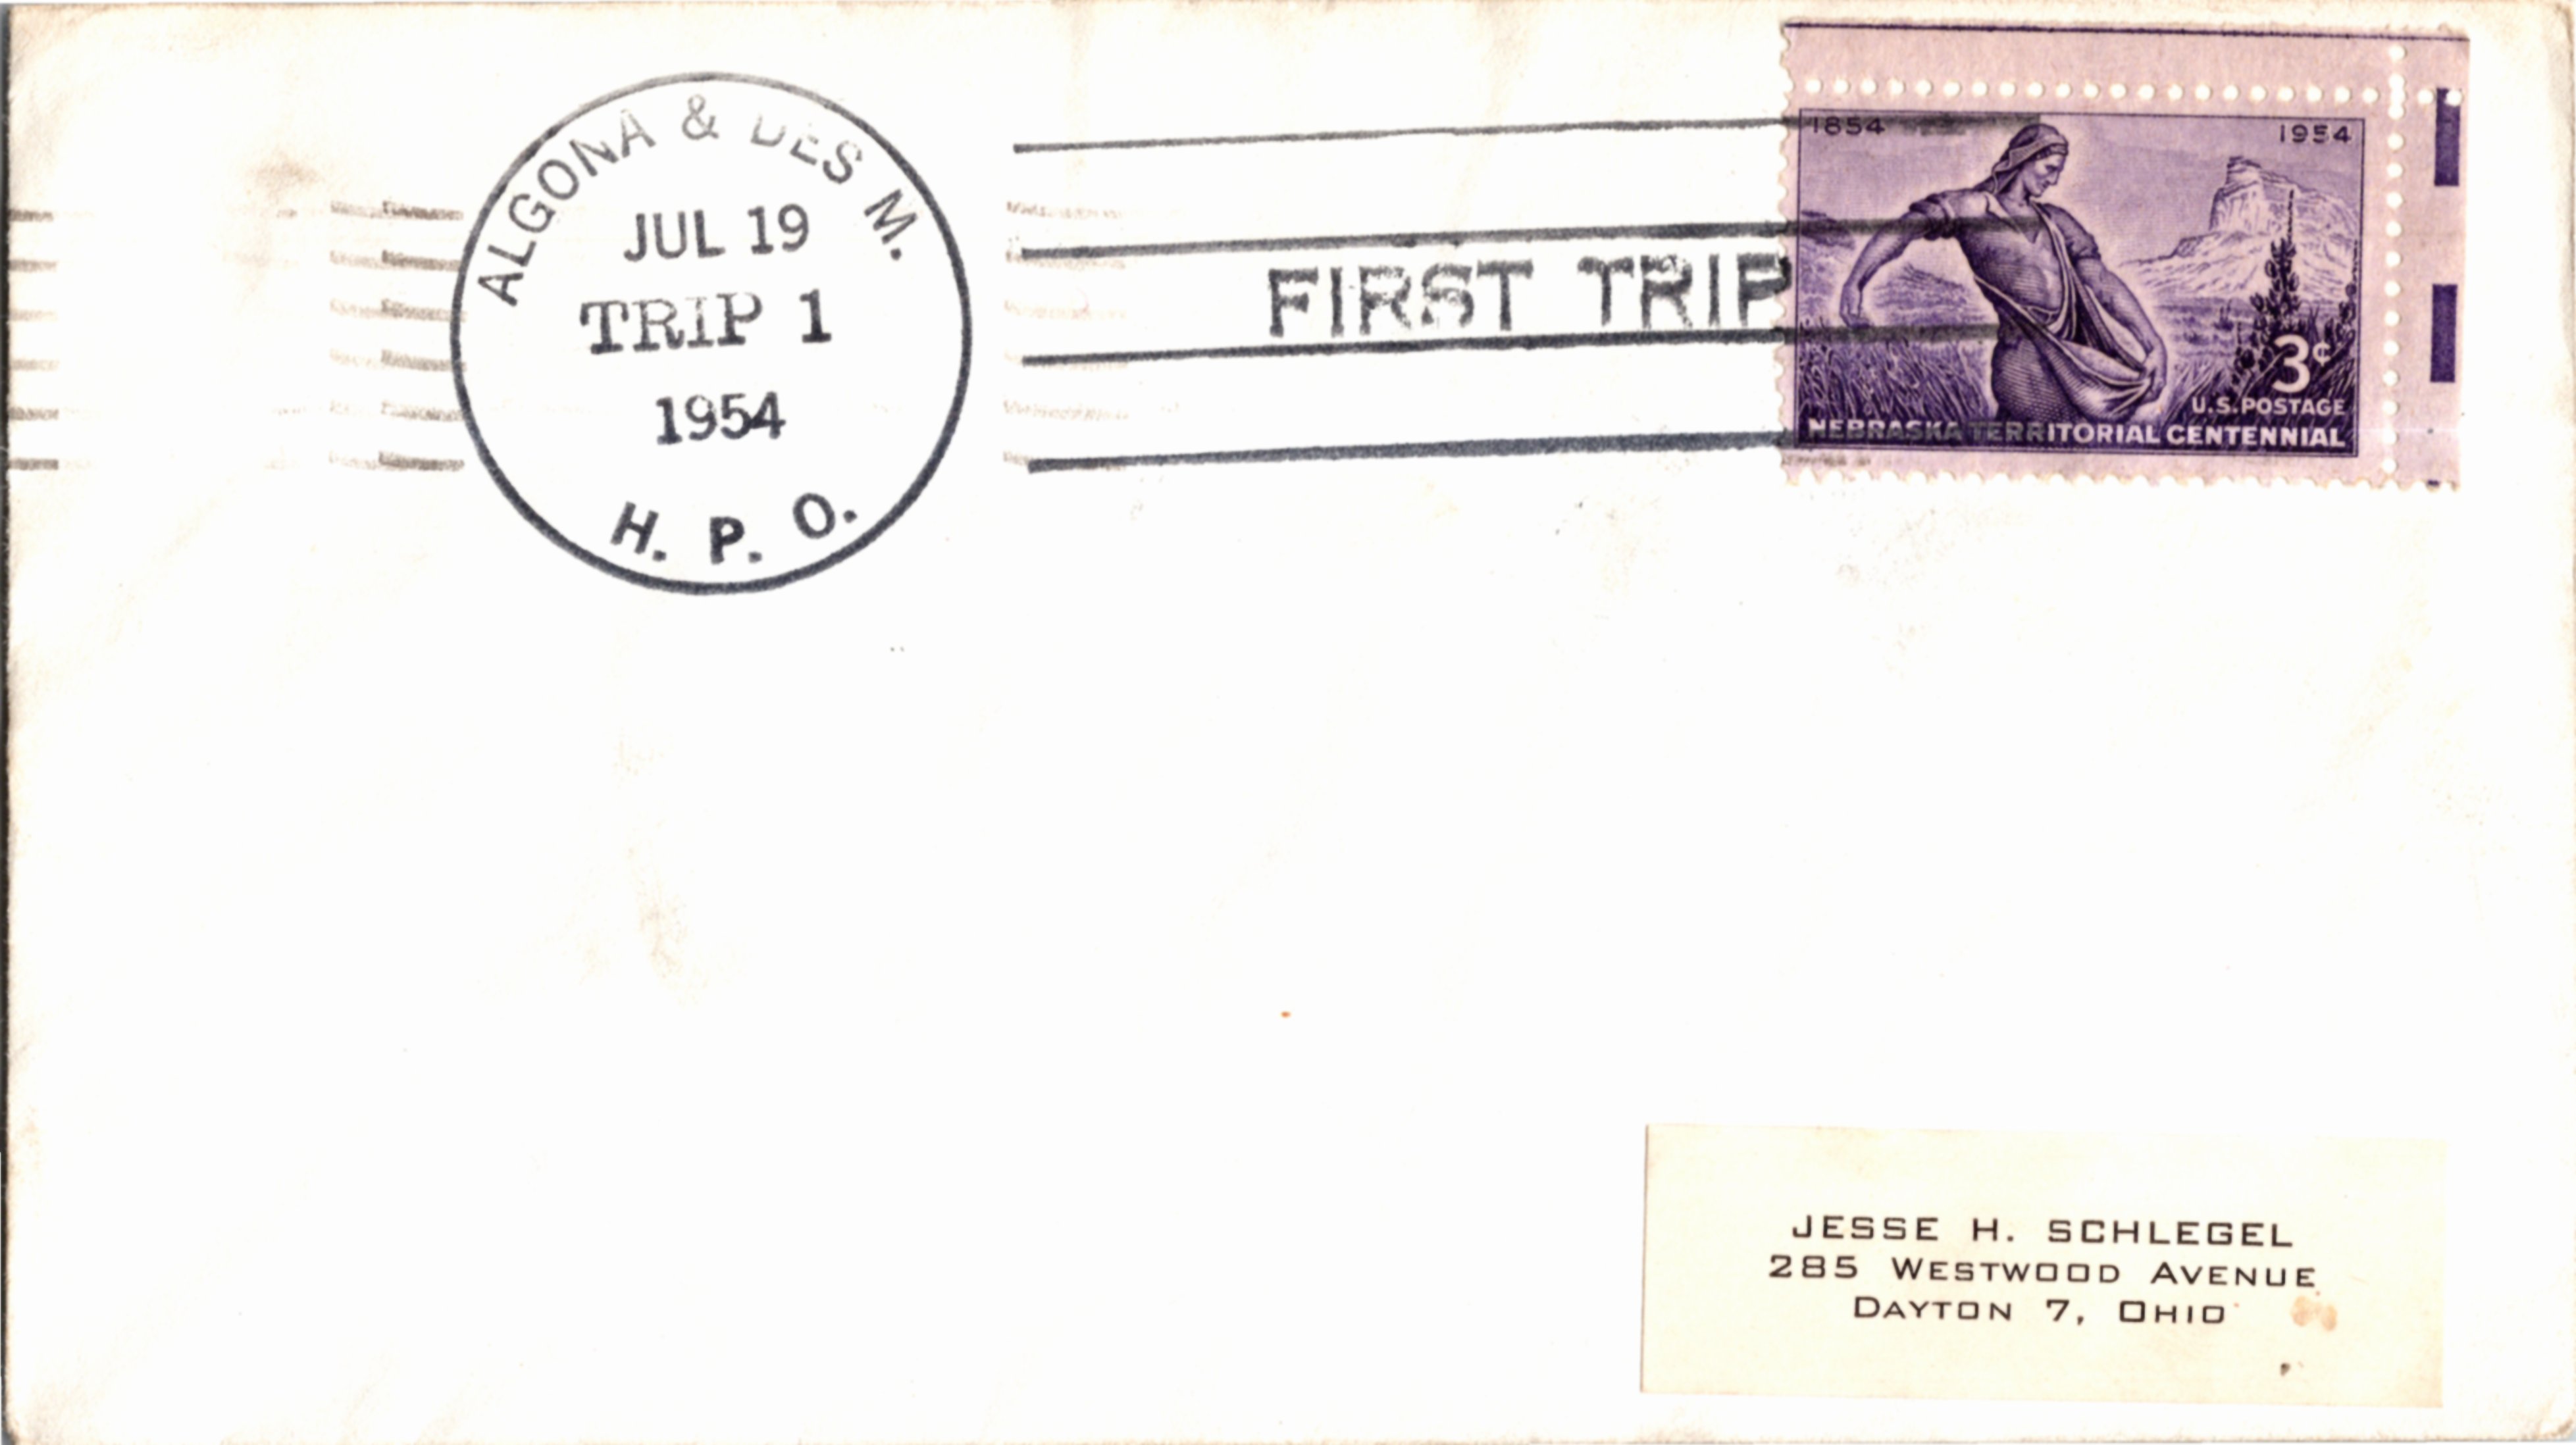 ALGONA & DES M.
JUL 19
TRIP 1
1954
H. P. O.
FIRST TRIP
1854 1954
3¢
U.S. POSTAGE
NEBRASKA TERRITORIAL CENTENNIAL
JESSE H. SCHLEGEL
285 WESTWOOD AVENUE
DAYTON 7, OHIO